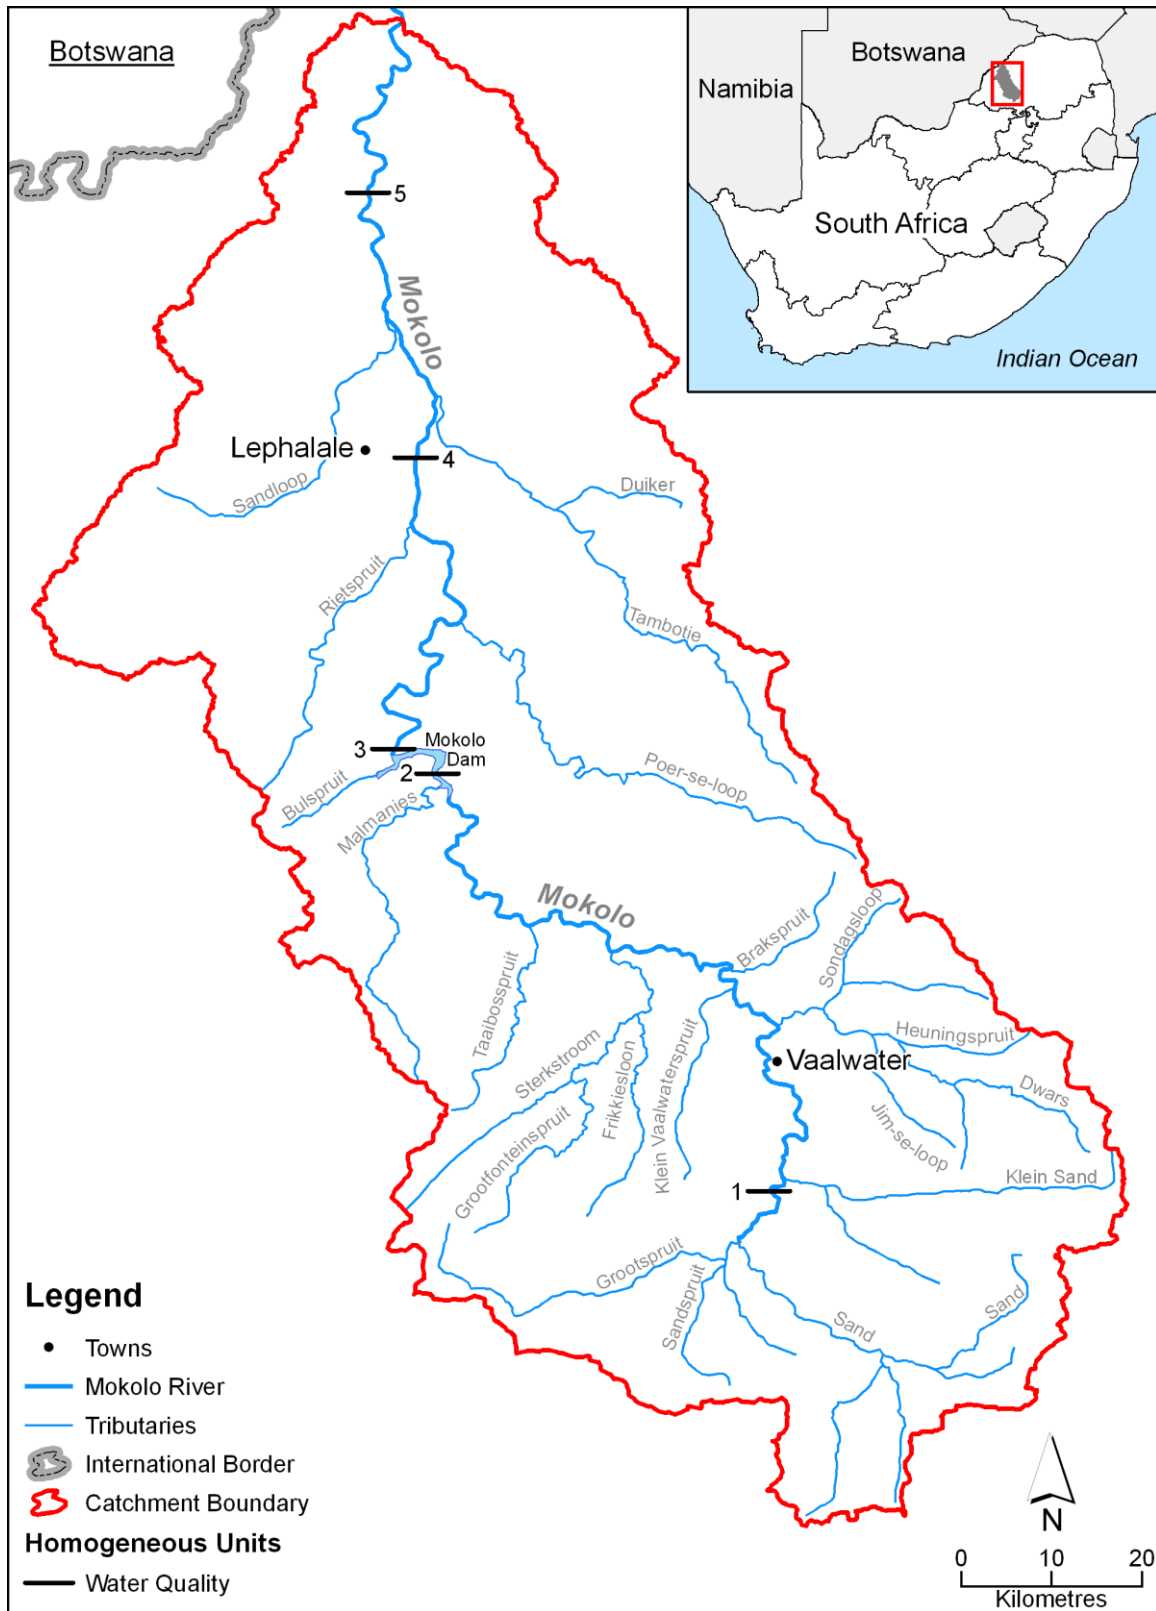 Botswana
Botswana
Namibia
South Africa
Indian Ocean
5
Mokolo
Lephalale
4
Sandloop
Duiker
Rietspruit
Tambotie
3
Mokolo
Dam
2
Bulspruit
Malmanies
Poer-se-loop
Mokolo
Brakspruit
Sondagsloop
Taaibosspruit
Sterkstroom
Frikkiesloon
Klein Vaalwaterspruit
Heuningspruit
Vaalwater
Dwars
Jim-se-loop
Grootfonteinspruit
Klein Sand
1
Grootspruit
Sandspruit
Sand
Sand
Legend
Towns
Mokolo River
Tributaries
International Border
Catchment Boundary
Homogeneous Units
Water Quality
N
0 10 20
Kilometres